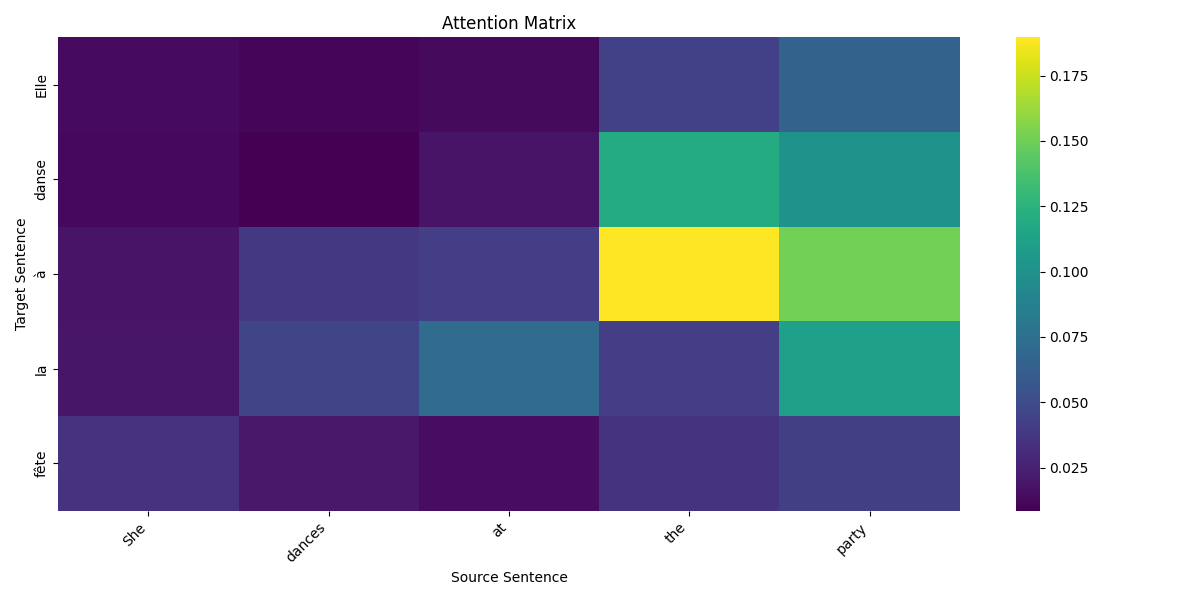 Attention Matrix
Target Sentence
Elle
danse
à
la
fête
She
dances
at
the
party
Source Sentence
0.175
0.150
0.125
0.100
0.075
0.050
0.025